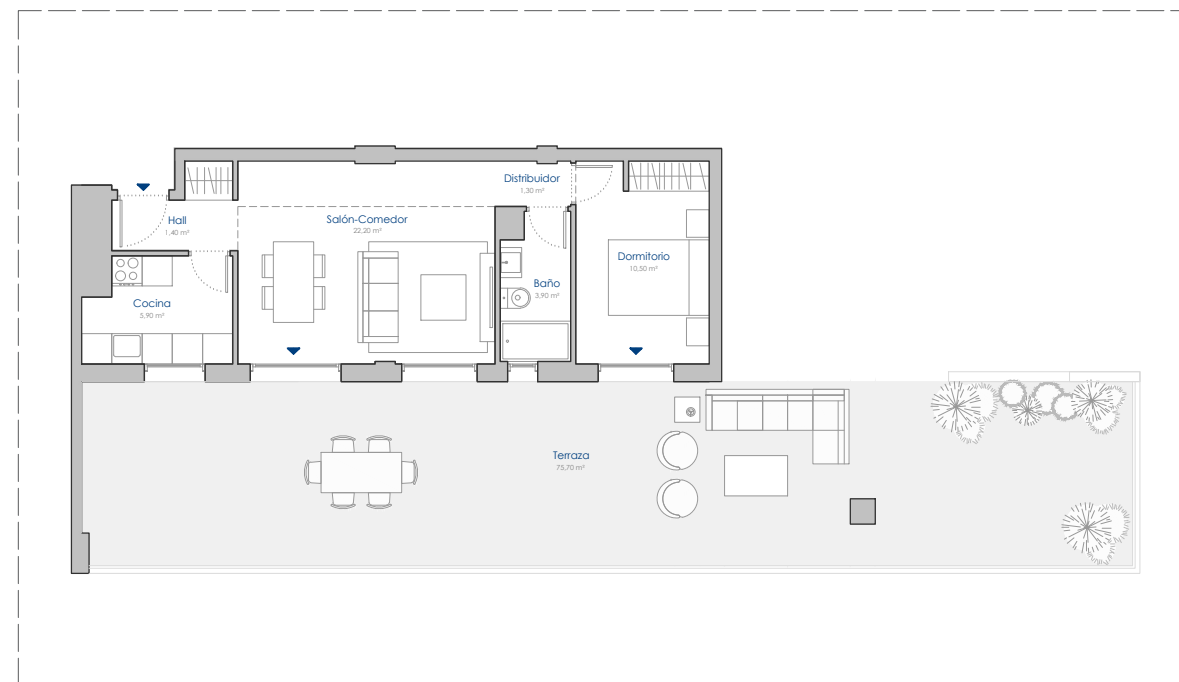 Distribuidor
1,30 m²
Hall
1,40 m²
Salón-Comedor
22,20 m²
Dormitorio
10,50 m²
Baño
3,90 m²
Cocina
5,90 m²
Terraza
75,70 m²